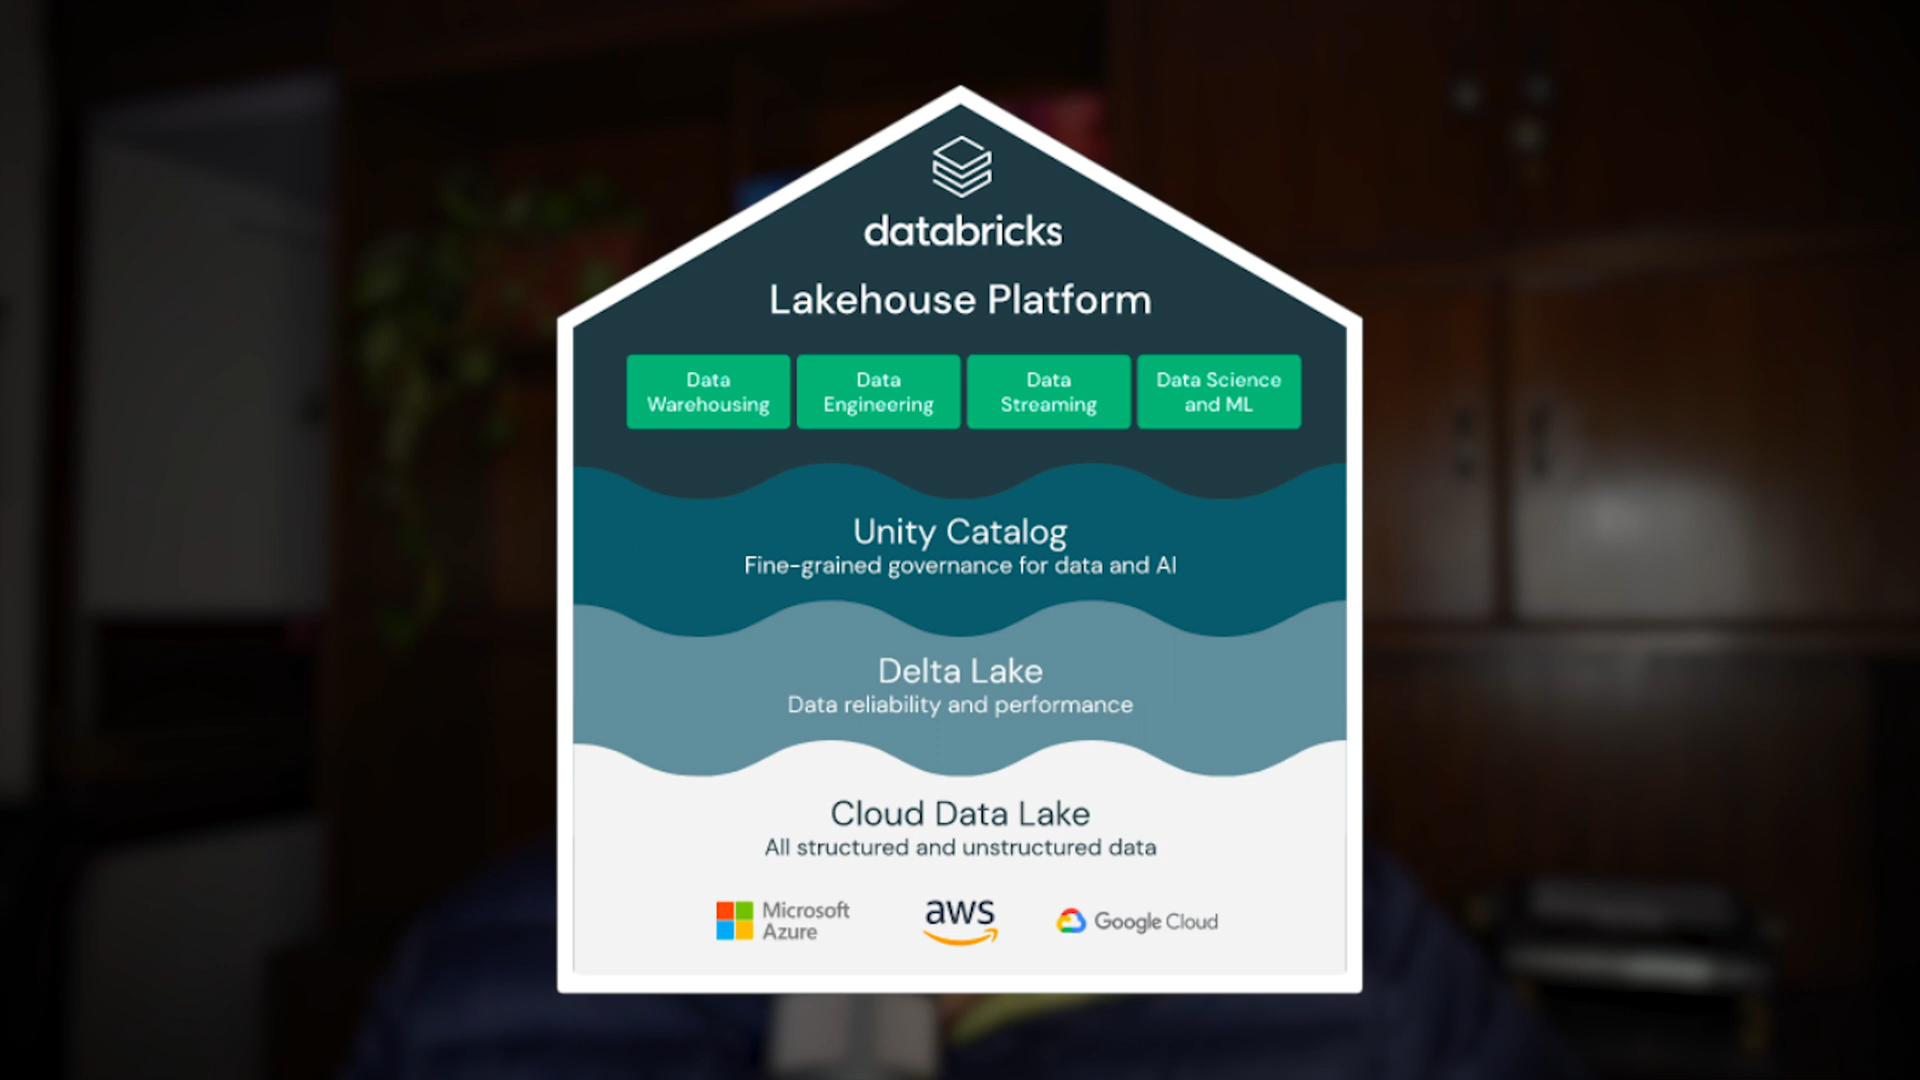 databricks
Lakehouse Platform
Data Warehousing
Data Engineering
Data Streaming
Data Science and ML
Unity Catalog
Fine-grained governance for data and AI
Delta Lake
Data reliability and performance
Cloud Data Lake
All structured and unstructured data
Microsoft Azure
aws
Google Cloud